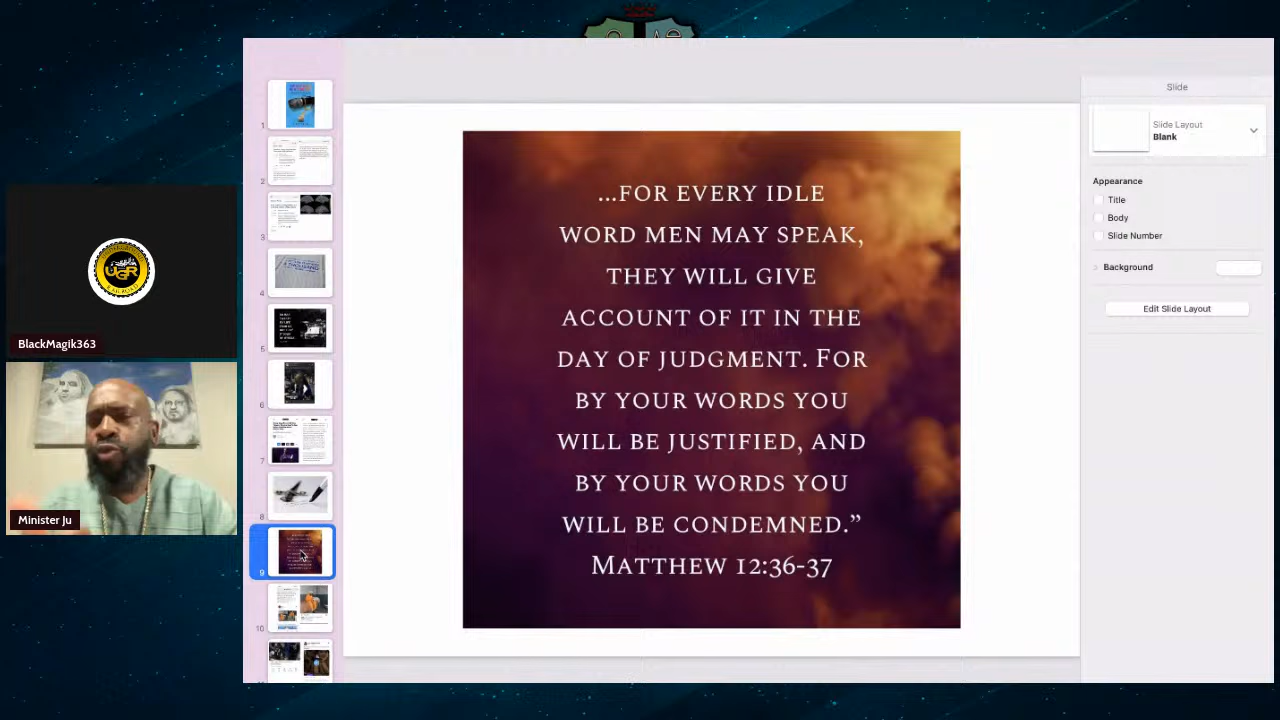 UGR
RAILROAD
BlackMagik363
Minister Ju
1
2
3
4
5
6
7
8
9
10
...FOR EVERY IDLE
WORD MEN MAY SPEAK,
THEY WILL GIVE
ACCOUNT OF IT IN THE
DAY OF JUDGMENT. FOR
BY YOUR WORDS YOU
WILL BE JUSTIFIED, AND
BY YOUR WORDS YOU
WILL BE CONDEMNED.”
MATTHEW 12:36-37
Slide
Slide Layout
Blank
Appearance
Title
Body
Slide Number
Background
Edit Slide Layout